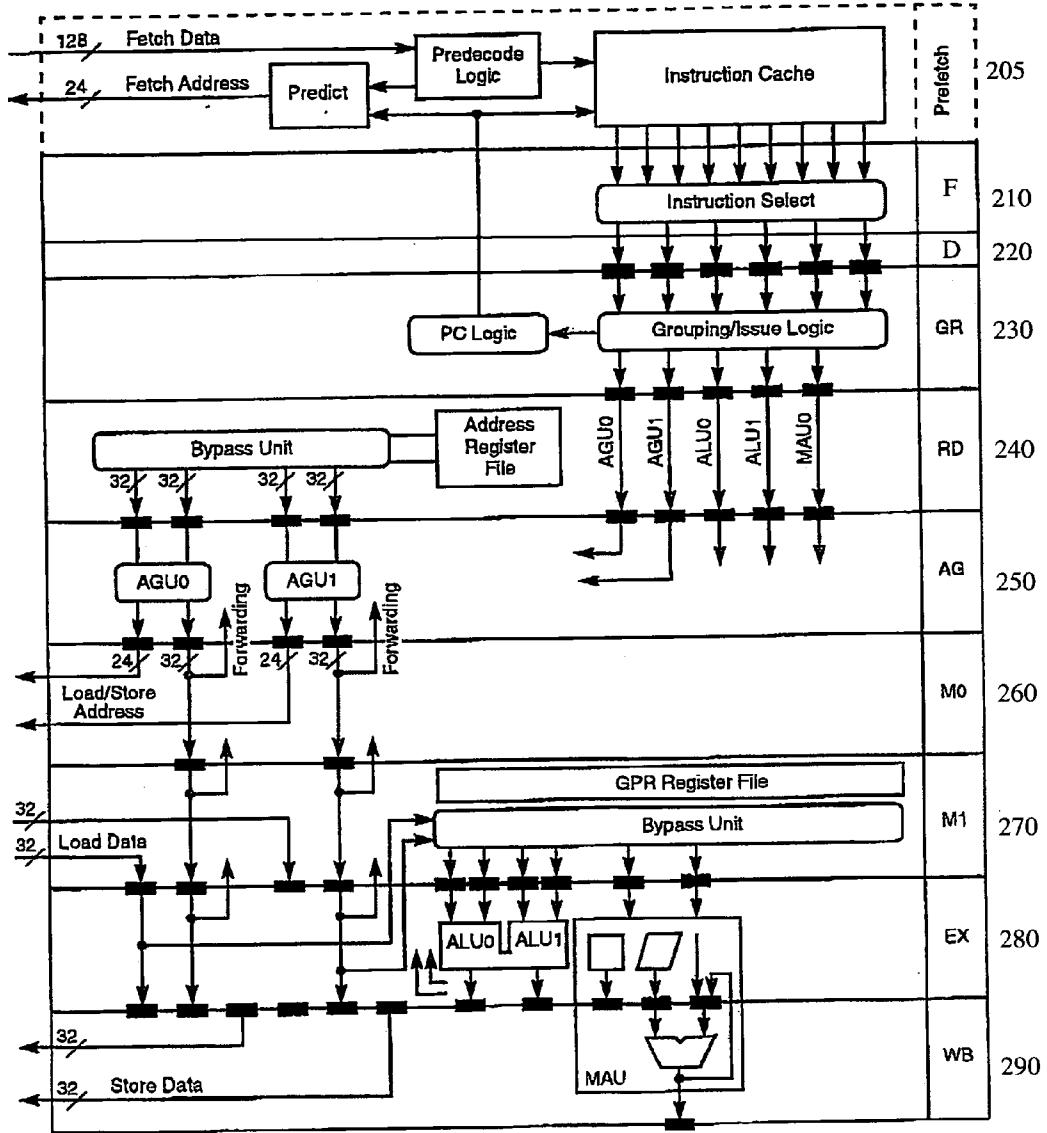 128
Fetch Data
Predecode
Logic
Instruction Cache
Prefetch
205
24
Fetch Address
Predict
Instruction Select
F
210
D
220
PC Logic
Grouping/Issue Logic
GR
230
Bypass Unit
Address
Register
File
AGU0
AGU1
ALU0
ALU1
MAU0
RD
240
32
32
32
32
AGU0
AGU1
AG
250
Forwarding
Forwarding
24
32
24
32
Load/Store
Address
M0
260
GPR Register File
32
Bypass Unit
M1
270
32
Load Data
ALU0
ALU1
EX
280
32
WB
290
MAU
32
Store Data